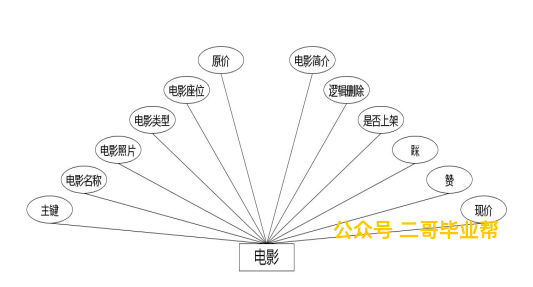 原价
电影简介
电影座位
逻辑删除
电影类型
是否上架
电影照片
踩
电影名称
赞
主键
现价
公众号 二哥毕业帮
电影